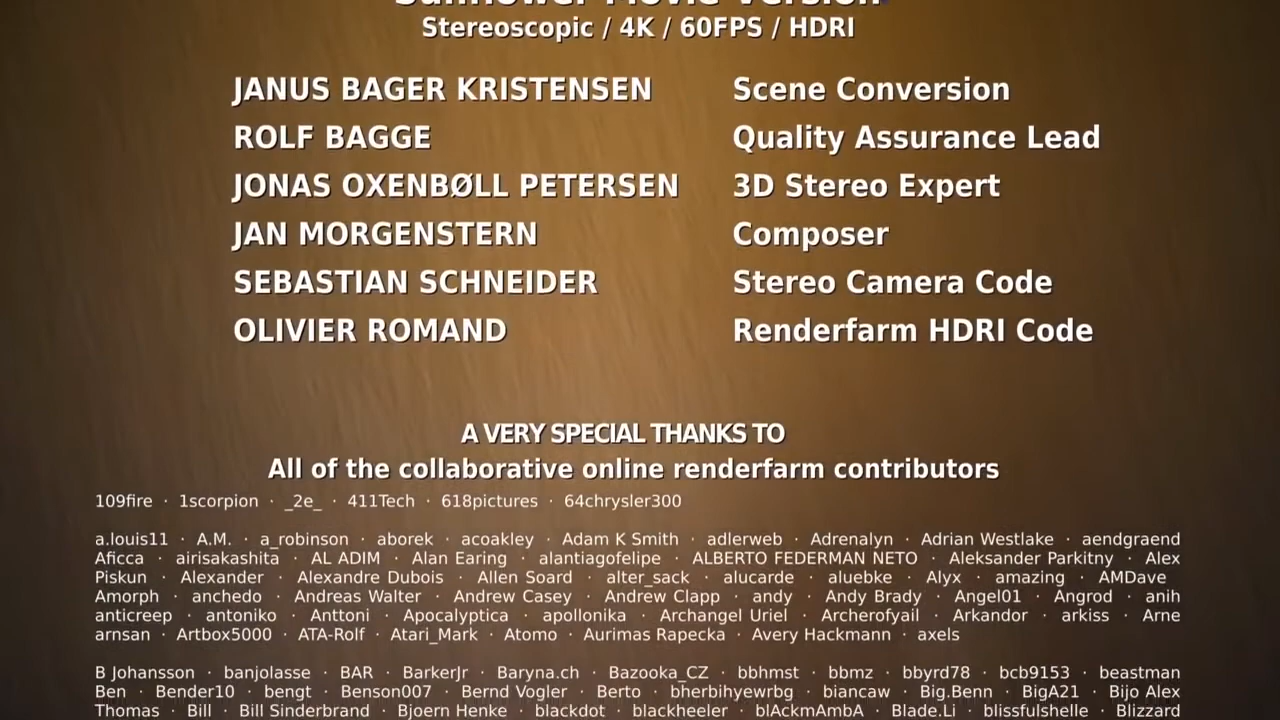 Sunflower Movie Version
Stereoscopic / 4K / 60FPS / HDRI
JANUS BAGER KRISTENSEN Scene Conversion
ROLF BAGGE Quality Assurance Lead
JONAS OXENBØLL PETERSEN 3D Stereo Expert
JAN MORGENSTERN Composer
SEBASTIAN SCHNEIDER Stereo Camera Code
OLIVIER ROMAND Renderfarm HDRI Code
A VERY SPECIAL THANKS TO
All of the collaborative online renderfarm contributors
109fire · 1scorpion · _2e_ · 411Tech · 618pictures · 64chrysler300
a.louis11 · A.M. · a_robinson · aborek · acoakley · Adam K Smith · adlerweb · Adrenalyn · Adrian Westlake · aendgraend
Aficca · airisakashita · AL ADIM · Alan Earing · alantiagofelipe · ALBERTO FEDERMAN NETO · Aleksander Parkitny · Alex
Piskun · Alexander · Alexandre Dubois · Allen Soard · alter_sack · alucarde · aluebke · Alyx · amazing · AMDave
Amorph · anchedo · Andreas Walter · Andrew Casey · Andrew Clapp · andy · Andy Brady · Angel01 · Angrod · anih
anticreep · antoniko · Anttoni · Apocalyptica · apollonika · Archangel Uriel · Archerofyail · Arkandor · arkiss · Arne
arnsan · Artbox5000 · ATA-Rolf · Atari_Mark · Atomo · Aurimas Rapecka · Avery Hackmann · axels
B Johansson · banjolasse · BAR · BarkerJr · Baryna.ch · Bazooka_CZ · bbhmst · bbmz · bbyrd78 · bcb9153 · beastman
Ben · Bender10 · bengt · Benson007 · Bernd Vogler · Berto · bherbihyewrbg · biancaw · Big.Benn · BigA21 · Bijo Alex
Thomas · Bill · Bill Sinderbrand · Bjoern Henke · blackdot · blackheeler · blAckmAmbA · Blade.Li · blissfulshelle · Blizzard